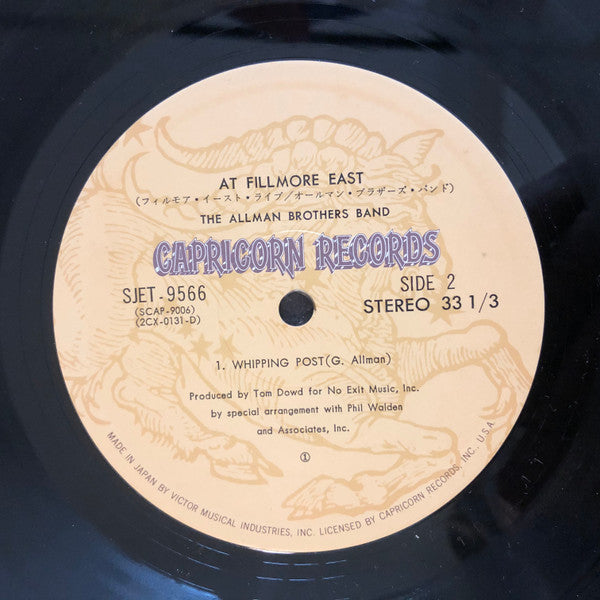 AT FILLMORE EAST
(フィルモア・イースト・ライブ/オールマン・ブラザーズ・バンド)
THE ALLMAN BROTHERS BAND
CAPRICORN RECORDS
SJET-9566
(SCAP-9006)
(2CX-0131-D)
SIDE 2
STEREO 33 1/3
1. WHIPPING POST(G. Allman)
Produced by Tom Dowd for No Exit Music, Inc.
by special arrangement with Phil Walden
and Associates, Inc.
①
MADE IN JAPAN BY VICTOR MUSICAL INDUSTRIES, INC. LICENSED BY CAPRICORN RECORDS, INC., U.S.A.